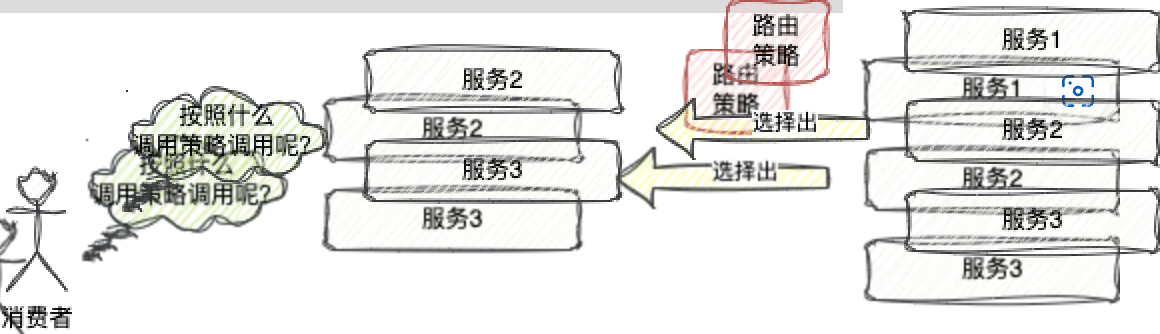 路由
策略
路由
策略
服务1
服务1
服务2
服务2
服务3
服务3
选择出
选择出
服务2
服务2
服务3
服务3
按照什么
调用策略调用呢?
按照什么
调用策略调用呢?
消费者